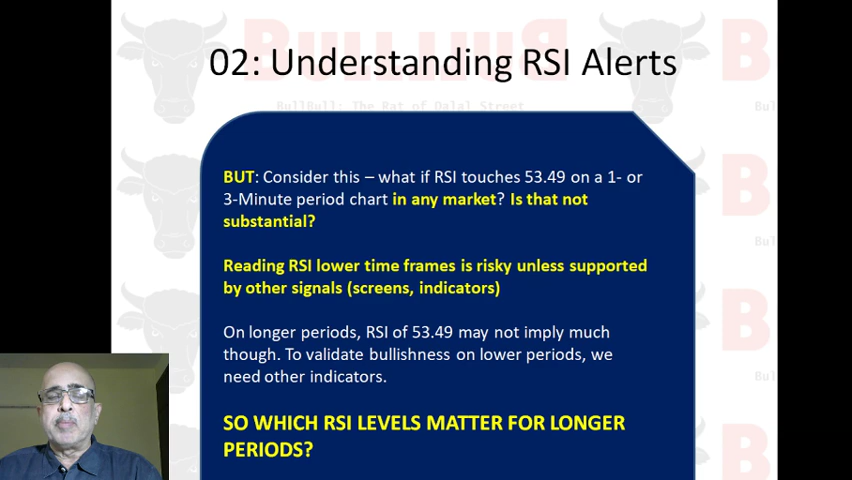 BullBull B
02: Understanding RSI Alerts
BullBull: The Rat of Dalal Street
Bul
BUT: Consider this – what if RSI touches 53.49 on a 1- or
3-Minute period chart in any market? Is that not
substantial?
Bul
Reading RSI lower time frames is risky unless supported
by other signals (screens, indicators)
On longer periods, RSI of 53.49 may not imply much
though. To validate bullishness on lower periods, we
need other indicators.
Bul
SO WHICH RSI LEVELS MATTER FOR LONGER
PERIODS?